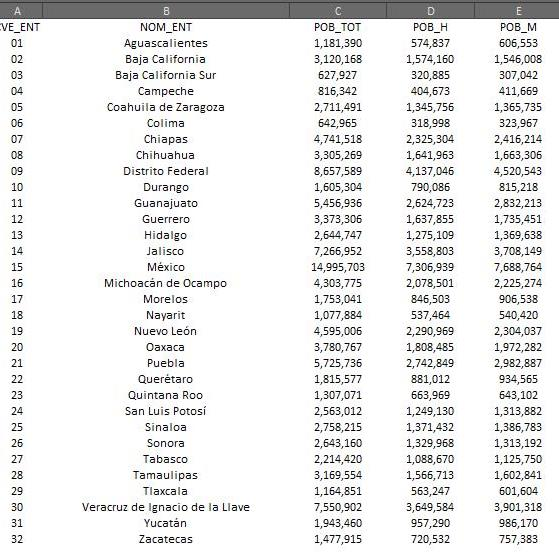 A B C D E
VE_ENT NOM_ENT POB_TOT POB_H POB_M
01 Aguascalientes 1,181,390 574,837 606,553
02 Baja California 3,120,168 1,574,160 1,546,008
03 Baja California Sur 627,927 320,885 307,042
04 Campeche 816,342 404,673 411,669
05 Coahuila de Zaragoza 2,711,491 1,345,756 1,365,735
06 Colima 642,965 318,998 323,967
07 Chiapas 4,741,518 2,325,304 2,416,214
08 Chihuahua 3,305,269 1,641,963 1,663,306
09 Distrito Federal 8,657,589 4,137,046 4,520,543
10 Durango 1,605,304 790,086 815,218
11 Guanajuato 5,456,936 2,624,723 2,832,213
12 Guerrero 3,373,306 1,637,855 1,735,451
13 Hidalgo 2,644,747 1,275,109 1,369,638
14 Jalisco 7,266,952 3,558,803 3,708,149
15 México 14,995,703 7,306,939 7,688,764
16 Michoacán de Ocampo 4,303,775 2,078,501 2,225,274
17 Morelos 1,753,041 846,503 906,538
18 Nayarit 1,077,884 537,464 540,420
19 Nuevo León 4,595,006 2,290,969 2,304,037
20 Oaxaca 3,780,767 1,808,485 1,972,282
21 Puebla 5,725,736 2,742,849 2,982,887
22 Querétaro 1,815,577 881,012 934,565
23 Quintana Roo 1,307,071 663,969 643,102
24 San Luis Potosí 2,563,012 1,249,130 1,313,882
25 Sinaloa 2,758,215 1,371,432 1,386,783
26 Sonora 2,643,160 1,329,968 1,313,192
27 Tabasco 2,214,420 1,088,670 1,125,750
28 Tamaulipas 3,169,554 1,566,713 1,602,841
29 Tlaxcala 1,164,851 563,247 601,604
30 Veracruz de Ignacio de la Llave 7,550,902 3,649,584 3,901,318
31 Yucatán 1,943,460 957,290 986,170
32 Zacatecas 1,477,915 720,532 757,383